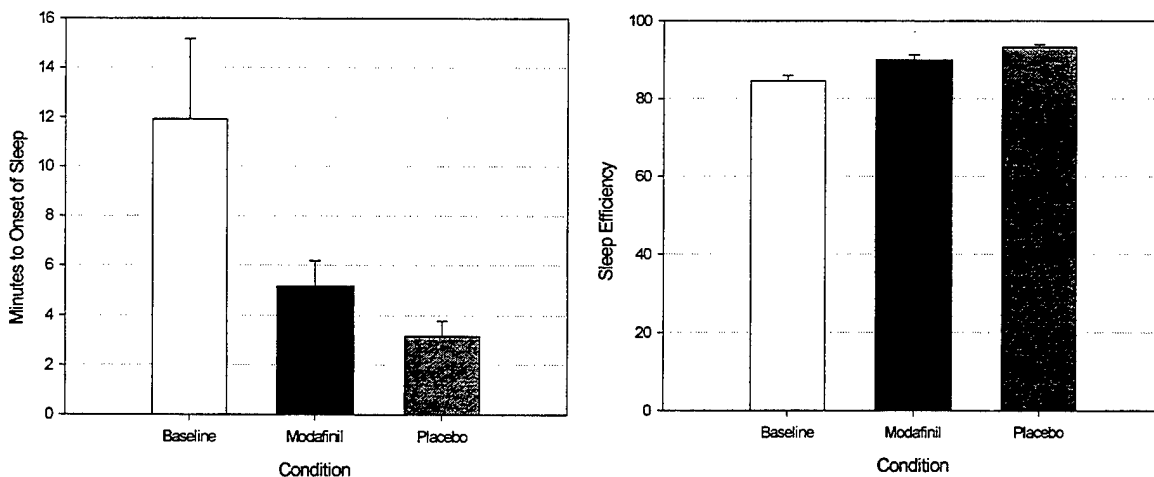 Minutes to Onset of Sleep
16
14
12
10
8
6
4
2
0
Baseline
Modafinil
Placebo
Condition
Sleep Efficiency
100
80
60
40
20
0
Baseline
Modafinil
Placebo
Condition